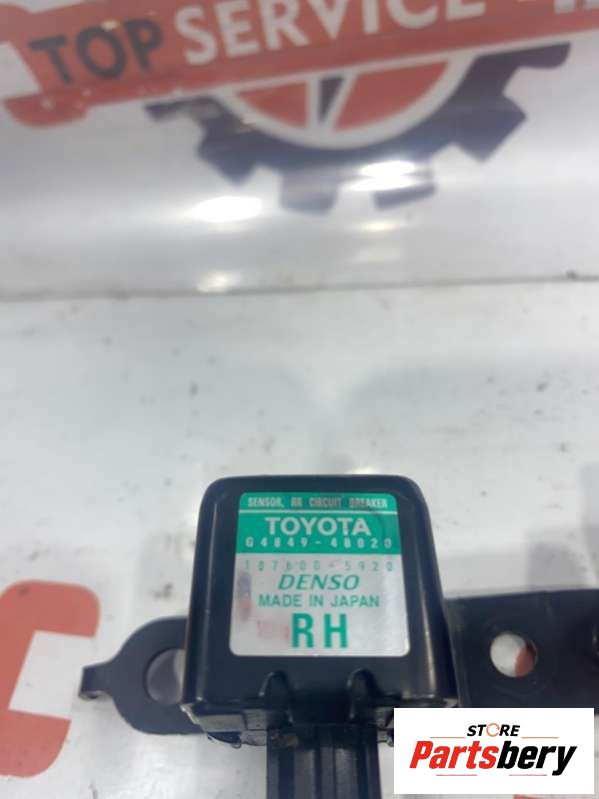 TOP SERVICE
SENSOR, RR CIRCUIT BREAKER
TOYOTA
G4849-48020
107600-5920
DENSO
MADE IN JAPAN
RH
STORE
Partsbery